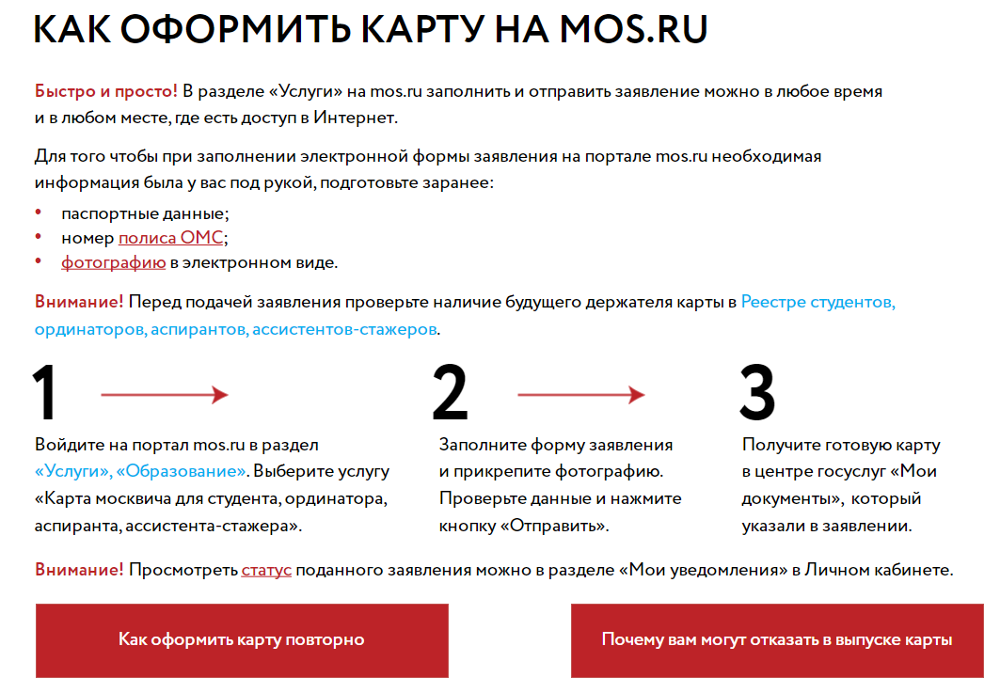 КАК ОФОРМИТЬ КАРТУ НА MOS.RU
Быстро и просто! В разделе «Услуги» на mos.ru заполнить и отправить заявление можно в любое время
и в любом месте, где есть доступ в Интернет.
Для того чтобы при заполнении электронной формы заявления на портале mos.ru необходимая
информация была у вас под рукой, подготовьте заранее:
• паспортные данные;
• номер полиса ОМС;
• фотографию в электронном виде.
Внимание! Перед подачей заявления проверьте наличие будущего держателя карты в Реестре студентов,
ординаторов, аспирантов, ассистентов-стажеров.
1
Войдите на портал mos.ru в раздел
«Услуги», «Образование». Выберите услугу
«Карта москвича для студента, ординатора,
аспиранта, ассистента-стажера».
2
Заполните форму заявления
и прикрепите фотографию.
Проверьте данные и нажмите
кнопку «Отправить».
3
Получите готовую карту
в центре госуслуг «Мои
документы», который
указали в заявлении.
Внимание! Просмотреть статус поданного заявления можно в разделе «Мои уведомления» в Личном кабинете.
Как оформить карту повторно
Почему вам могут отказать в выпуске карты